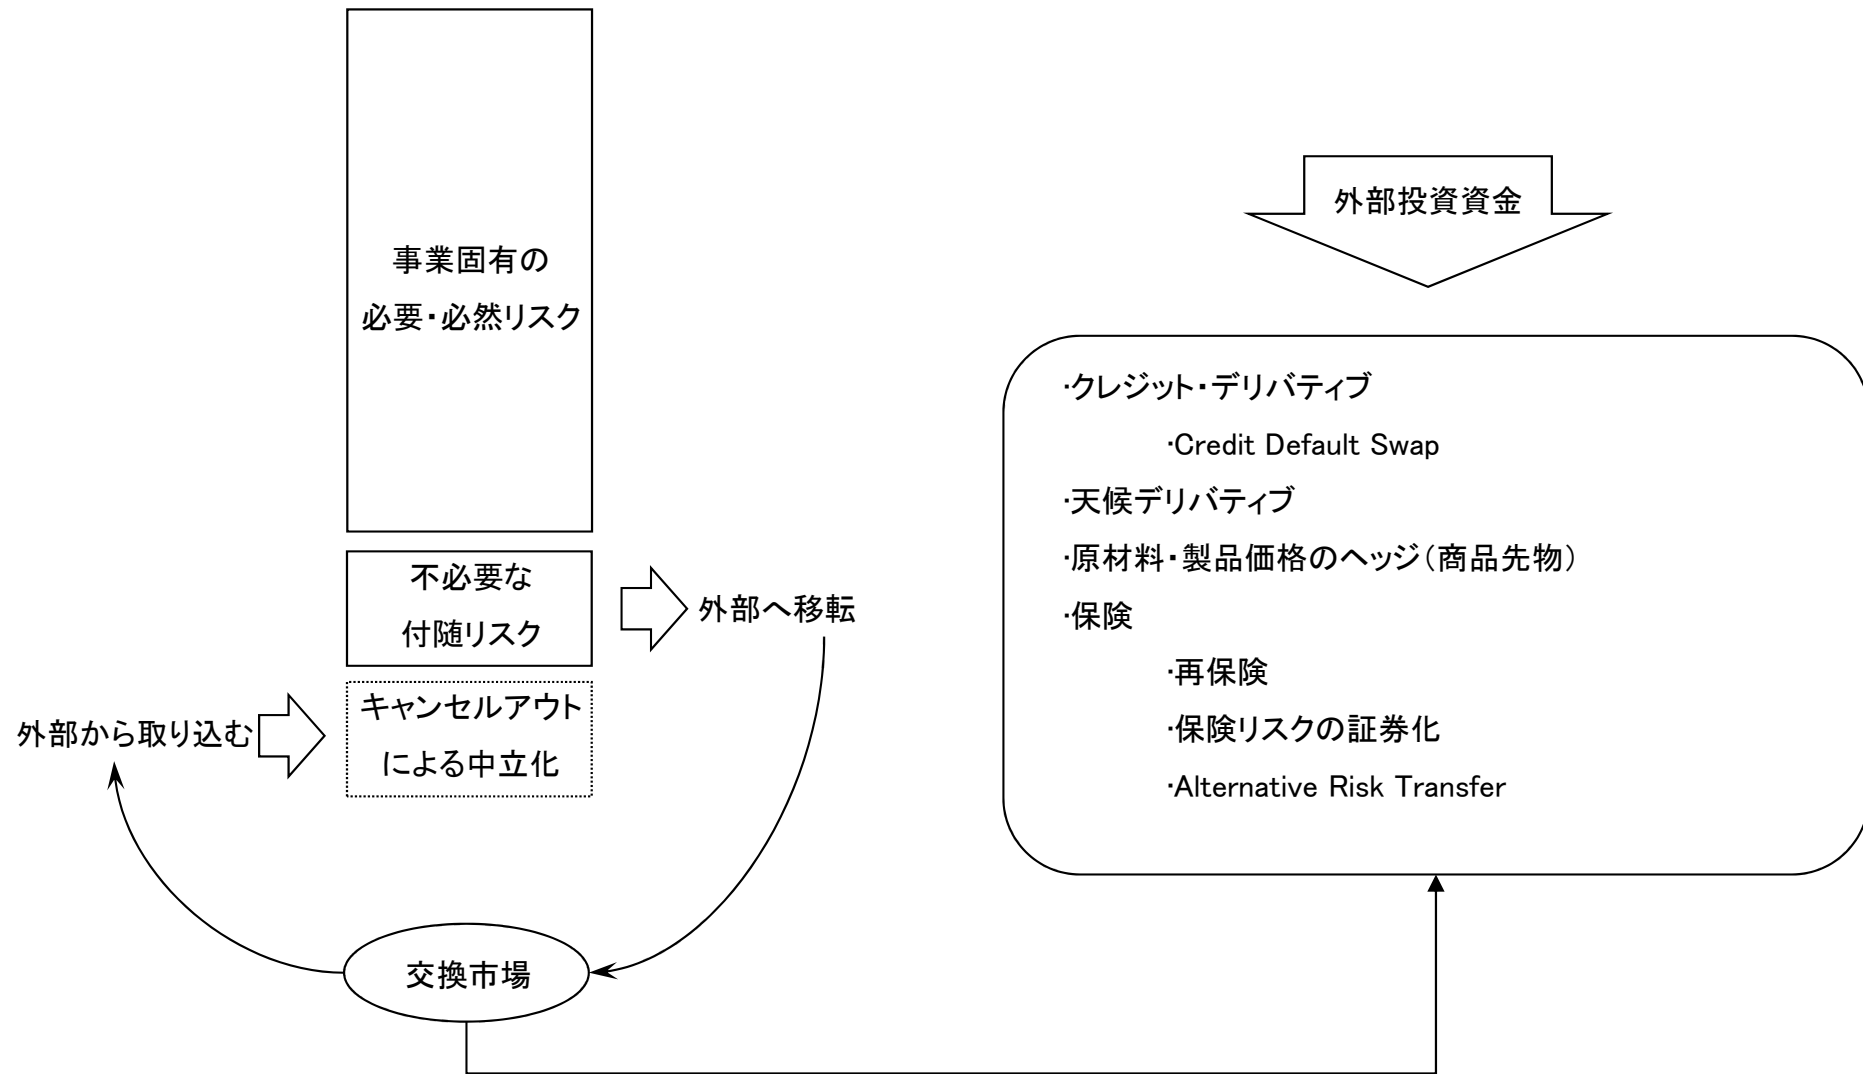 事業固有の
必要・必然リスク
不必要な
付随リスク
外部へ移転
キャンセルアウト
による中立化
外部から取り込む
交換市場
外部投資資金
・クレジット・デリバティブ
・Credit Default Swap
・天候デリバティブ
・原材料・製品価格のヘッジ（商品先物）
・保険
・再保険
・保険リスクの証券化
・Alternative Risk Transfer